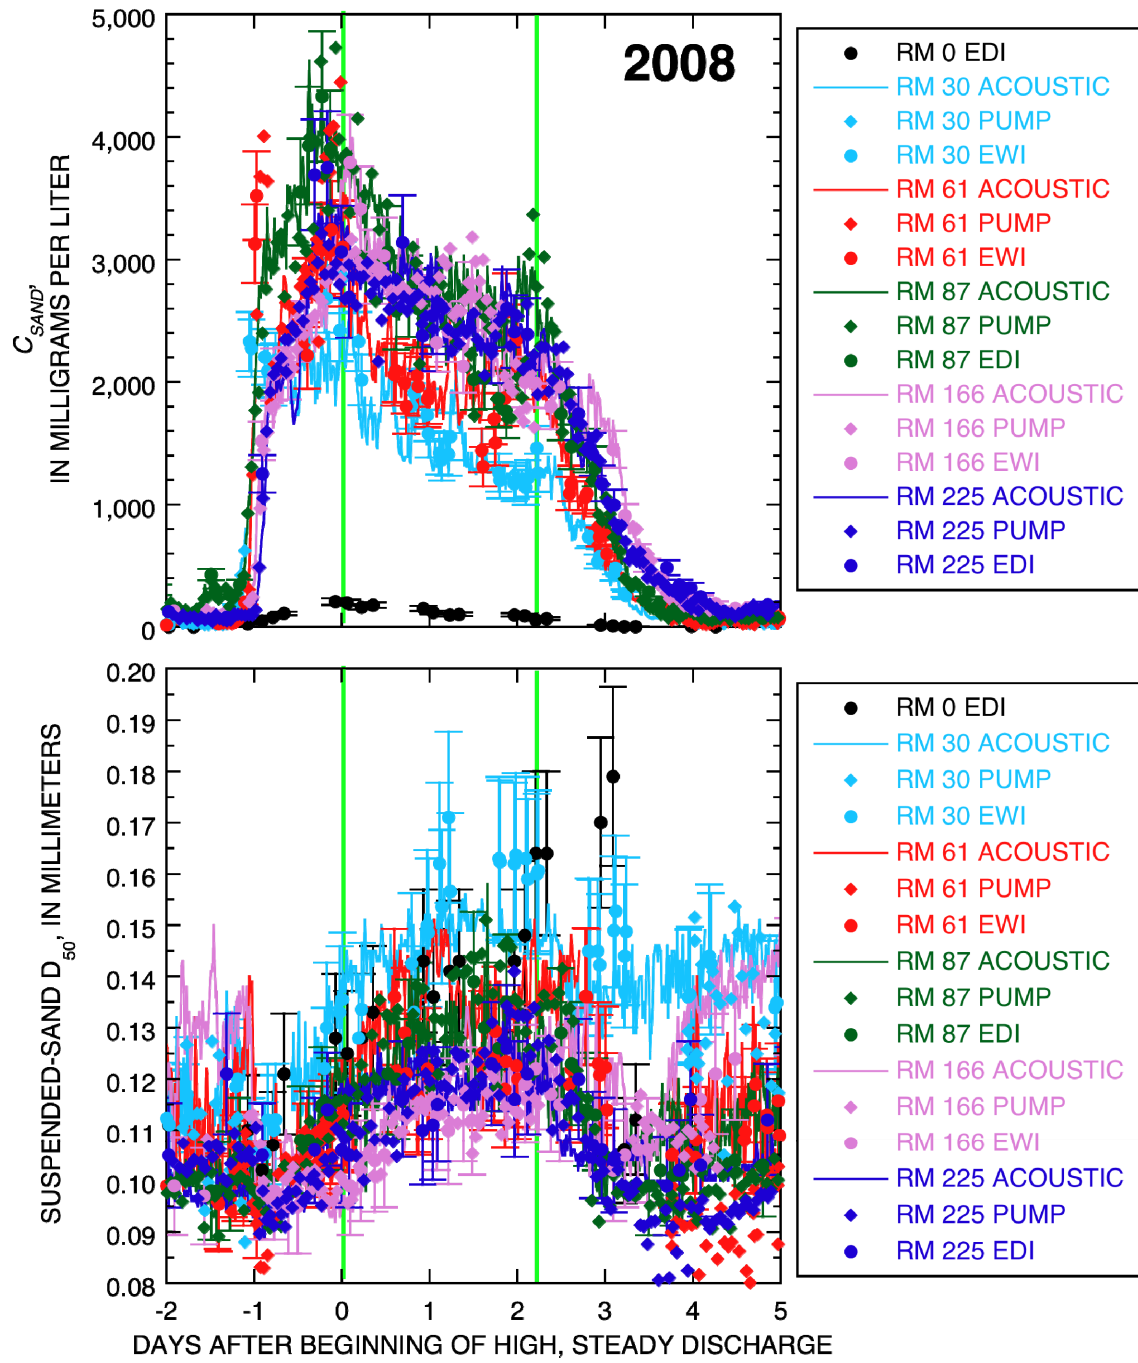 2008
5,000
4,000
3,000
2,000
1,000
0
C SAND,
IN MILLIGRAMS PER LITER
RM 0 EDI
RM 30 ACOUSTIC
RM 30 PUMP
RM 30 EWI
RM 61 ACOUSTIC
RM 61 PUMP
RM 61 EWI
RM 87 ACOUSTIC
RM 87 PUMP
RM 87 EDI
RM 166 ACOUSTIC
RM 166 PUMP
RM 166 EWI
RM 225 ACOUSTIC
RM 225 PUMP
RM 225 EDI
0.20
0.19
0.18
0.17
0.16
0.15
0.14
0.13
0.12
0.11
0.10
0.09
0.08
SUSPENDED-SAND D50, IN MILLIMETERS
-2 -1 0 1 2 3 4 5
DAYS AFTER BEGINNING OF HIGH, STEADY DISCHARGE
RM 0 EDI
RM 30 ACOUSTIC
RM 30 PUMP
RM 30 EWI
RM 61 ACOUSTIC
RM 61 PUMP
RM 61 EWI
RM 87 ACOUSTIC
RM 87 PUMP
RM 87 EDI
RM 166 ACOUSTIC
RM 166 PUMP
RM 166 EWI
RM 225 ACOUSTIC
RM 225 PUMP
RM 225 EDI